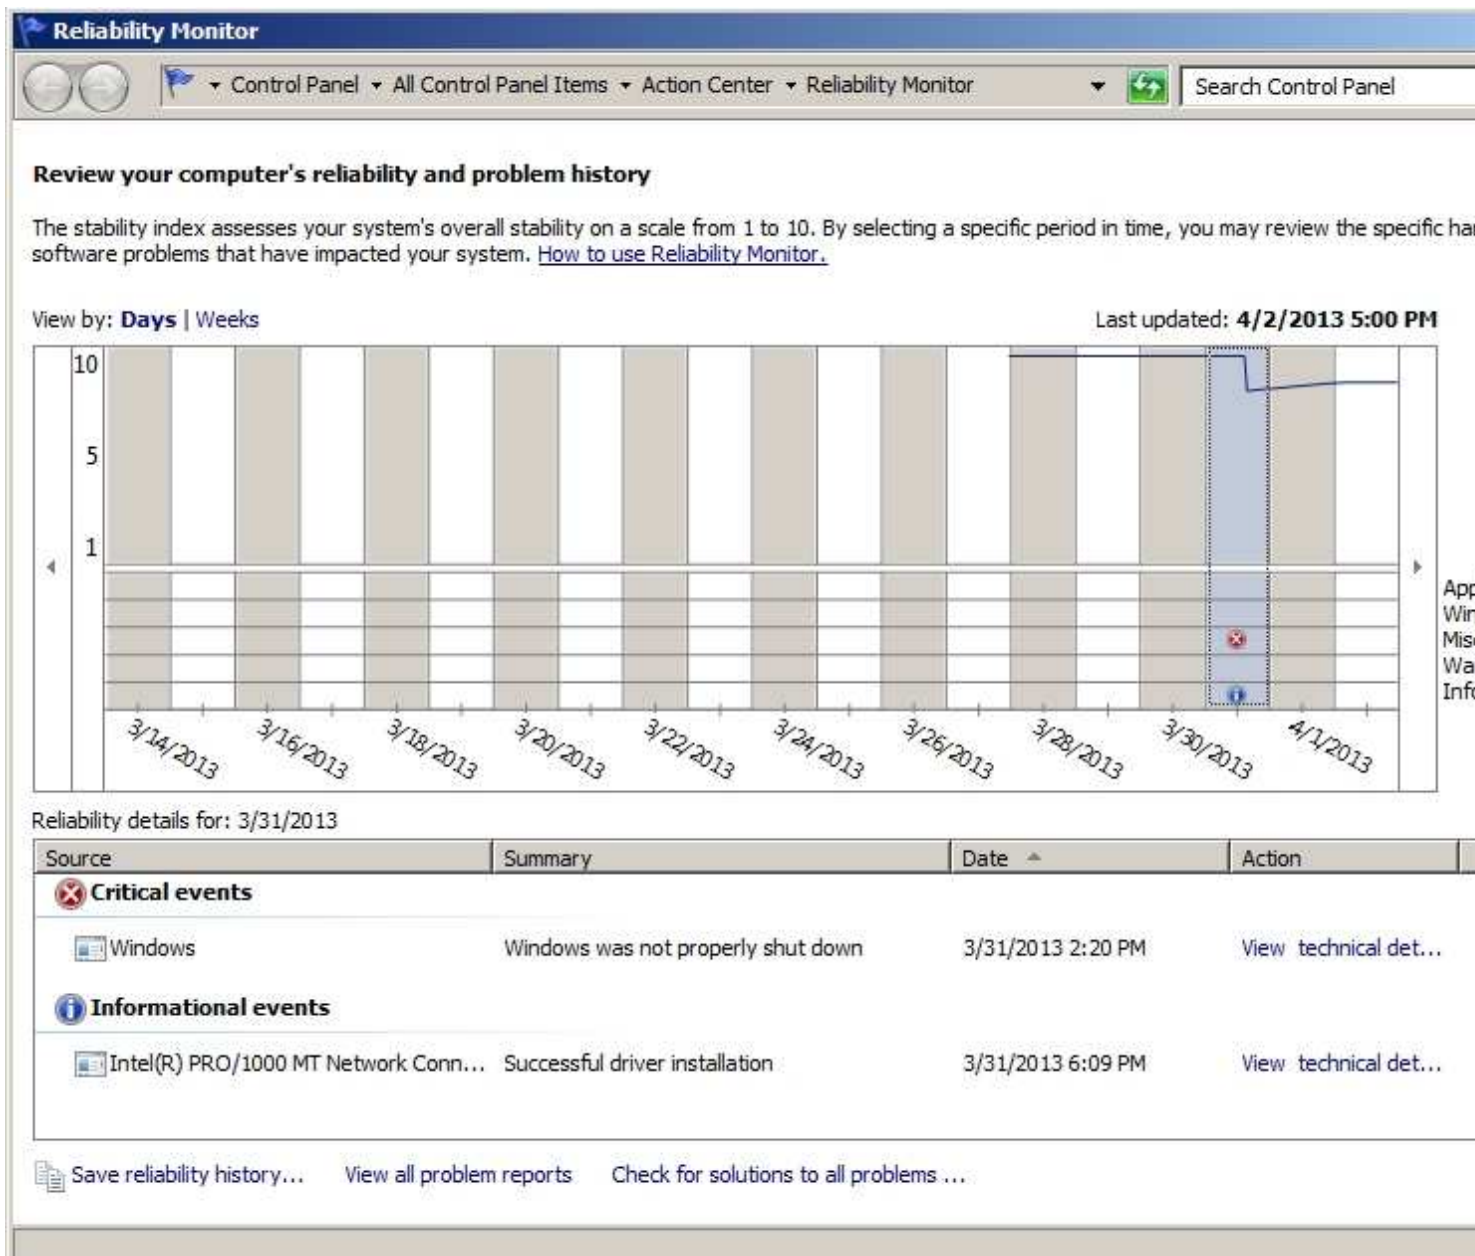 Reliability Monitor
Control Panel All Control Panel Items Action Center Reliability Monitor Search Control Panel
Review your computer's reliability and problem history
The stability index assesses your system's overall stability on a scale from 1 to 10. By selecting a specific period in time, you may review the specific ha
software problems that have impacted your system. How to use Reliability Monitor.
View by: Days | Weeks Last updated: 4/2/2013 5:00 PM
10
5
1
App
Win
Misc
Wa
Info
3/14/2013 3/16/2013 3/18/2013 3/20/2013 3/22/2013 3/24/2013 3/26/2013 3/28/2013 3/30/2013 4/1/2013
Reliability details for: 3/31/2013
Source Summary Date Action
Critical events
Windows Windows was not properly shut down 3/31/2013 2:20 PM View technical det...
Informational events
Intel(R) PRO/1000 MT Network Conn... Successful driver installation 3/31/2013 6:09 PM View technical det...
Save reliability history... View all problem reports Check for solutions to all problems ...